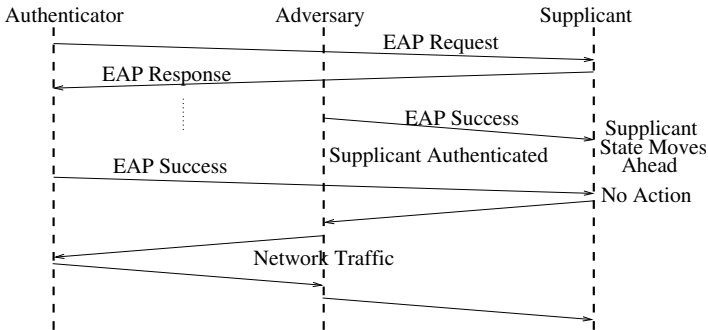 Authenticator
Adversary
Supplicant
EAP Request
EAP Response
EAP Success
Supplicant
State Moves
Ahead
Supplicant Authenticated
EAP Success
No Action
Network Traffic